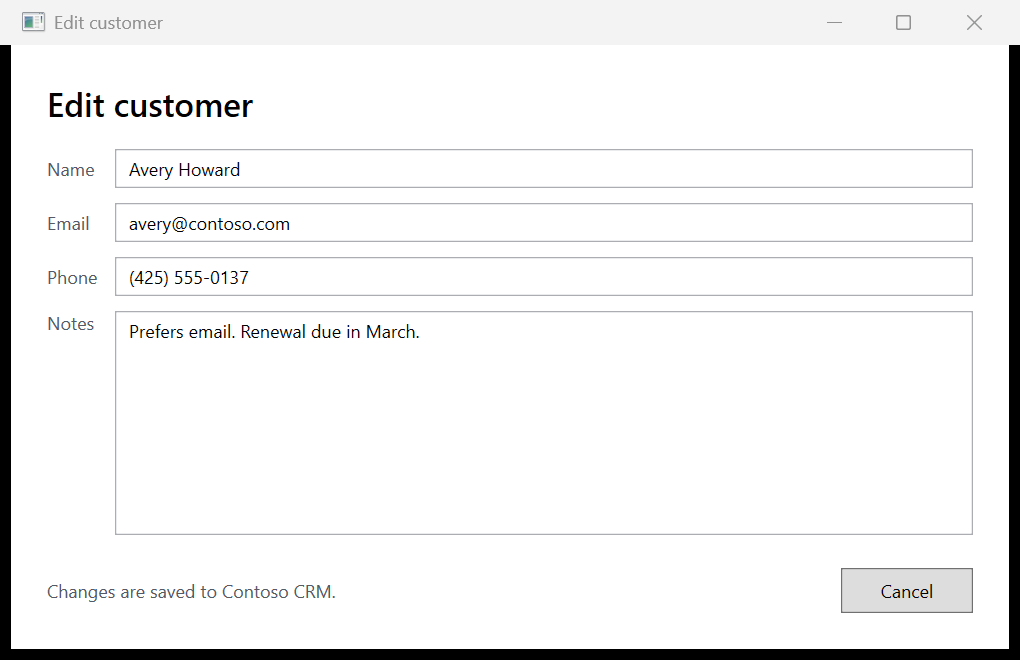 Edit customer
Edit customer
Name
Avery Howard
Email
avery@contoso.com
Phone
(425) 555-0137
Notes
Prefers email. Renewal due in March.
Changes are saved to Contoso CRM.
Cancel